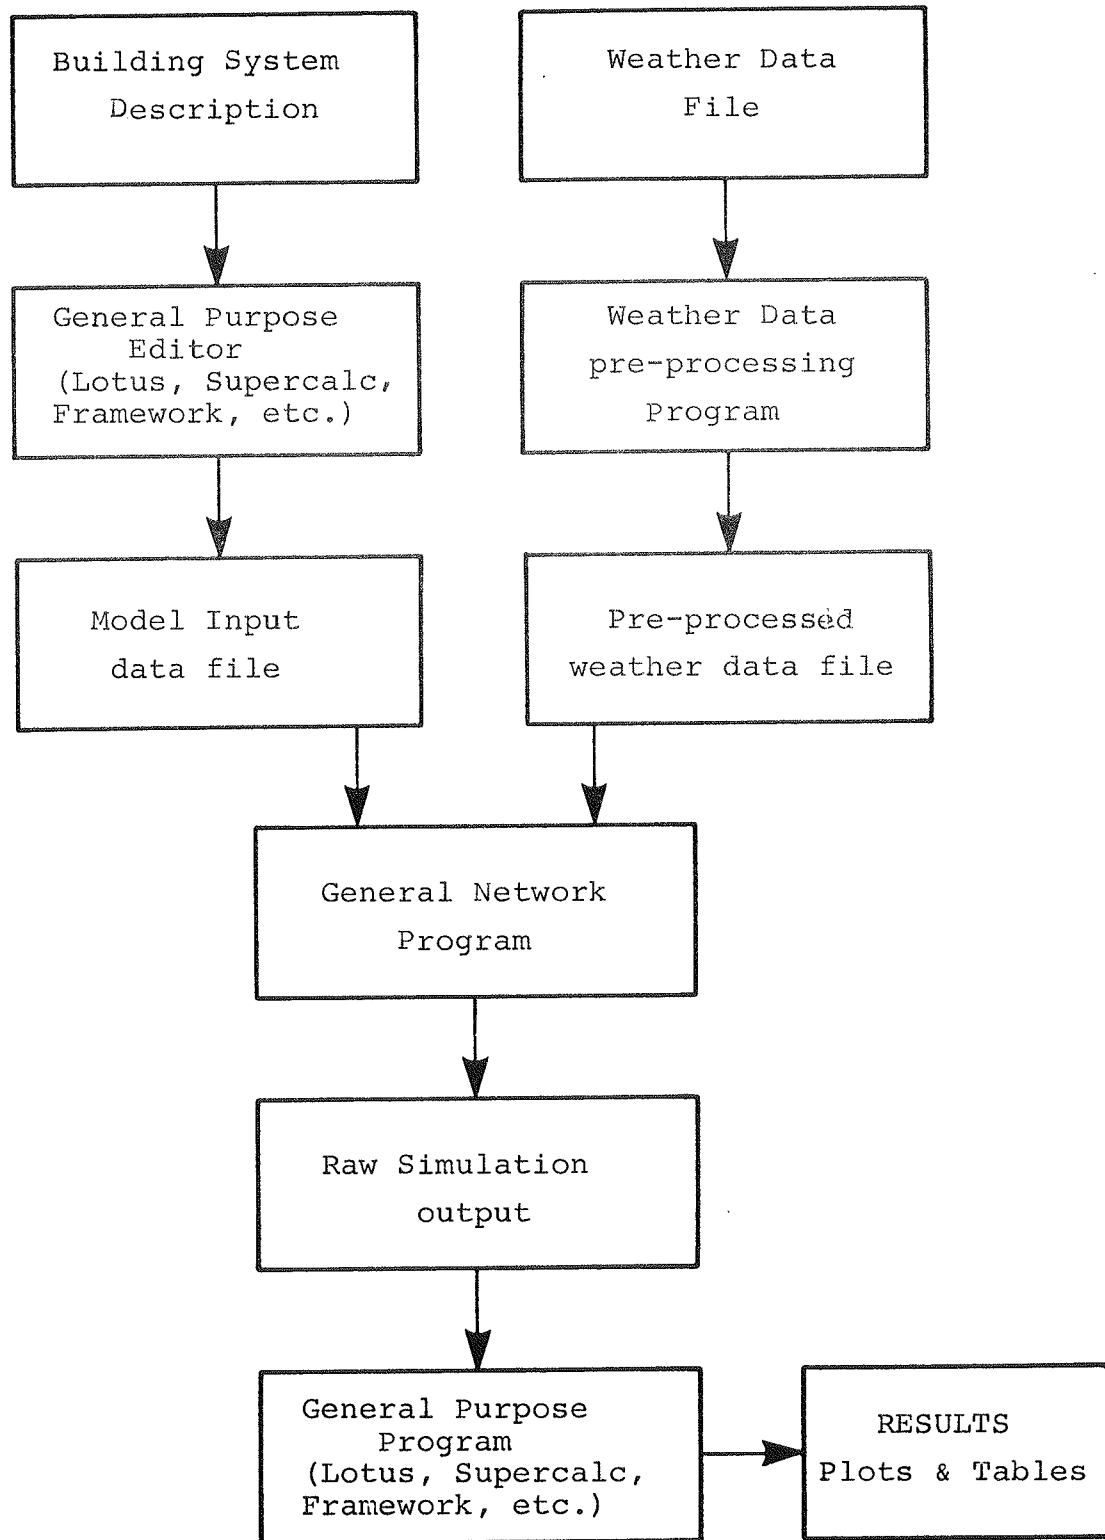 Building System
Description
Weather Data
File
General Purpose
Editor
(Lotus, Supercalc,
Framework, etc.)
Weather Data
pre-processing
Program
Model Input
data file
Pre-processed
weather data file
General Network
Program
Raw Simulation
output
General Purpose
Program
(Lotus, Supercalc,
Framework, etc.)
RESULTS
Plots & Tables